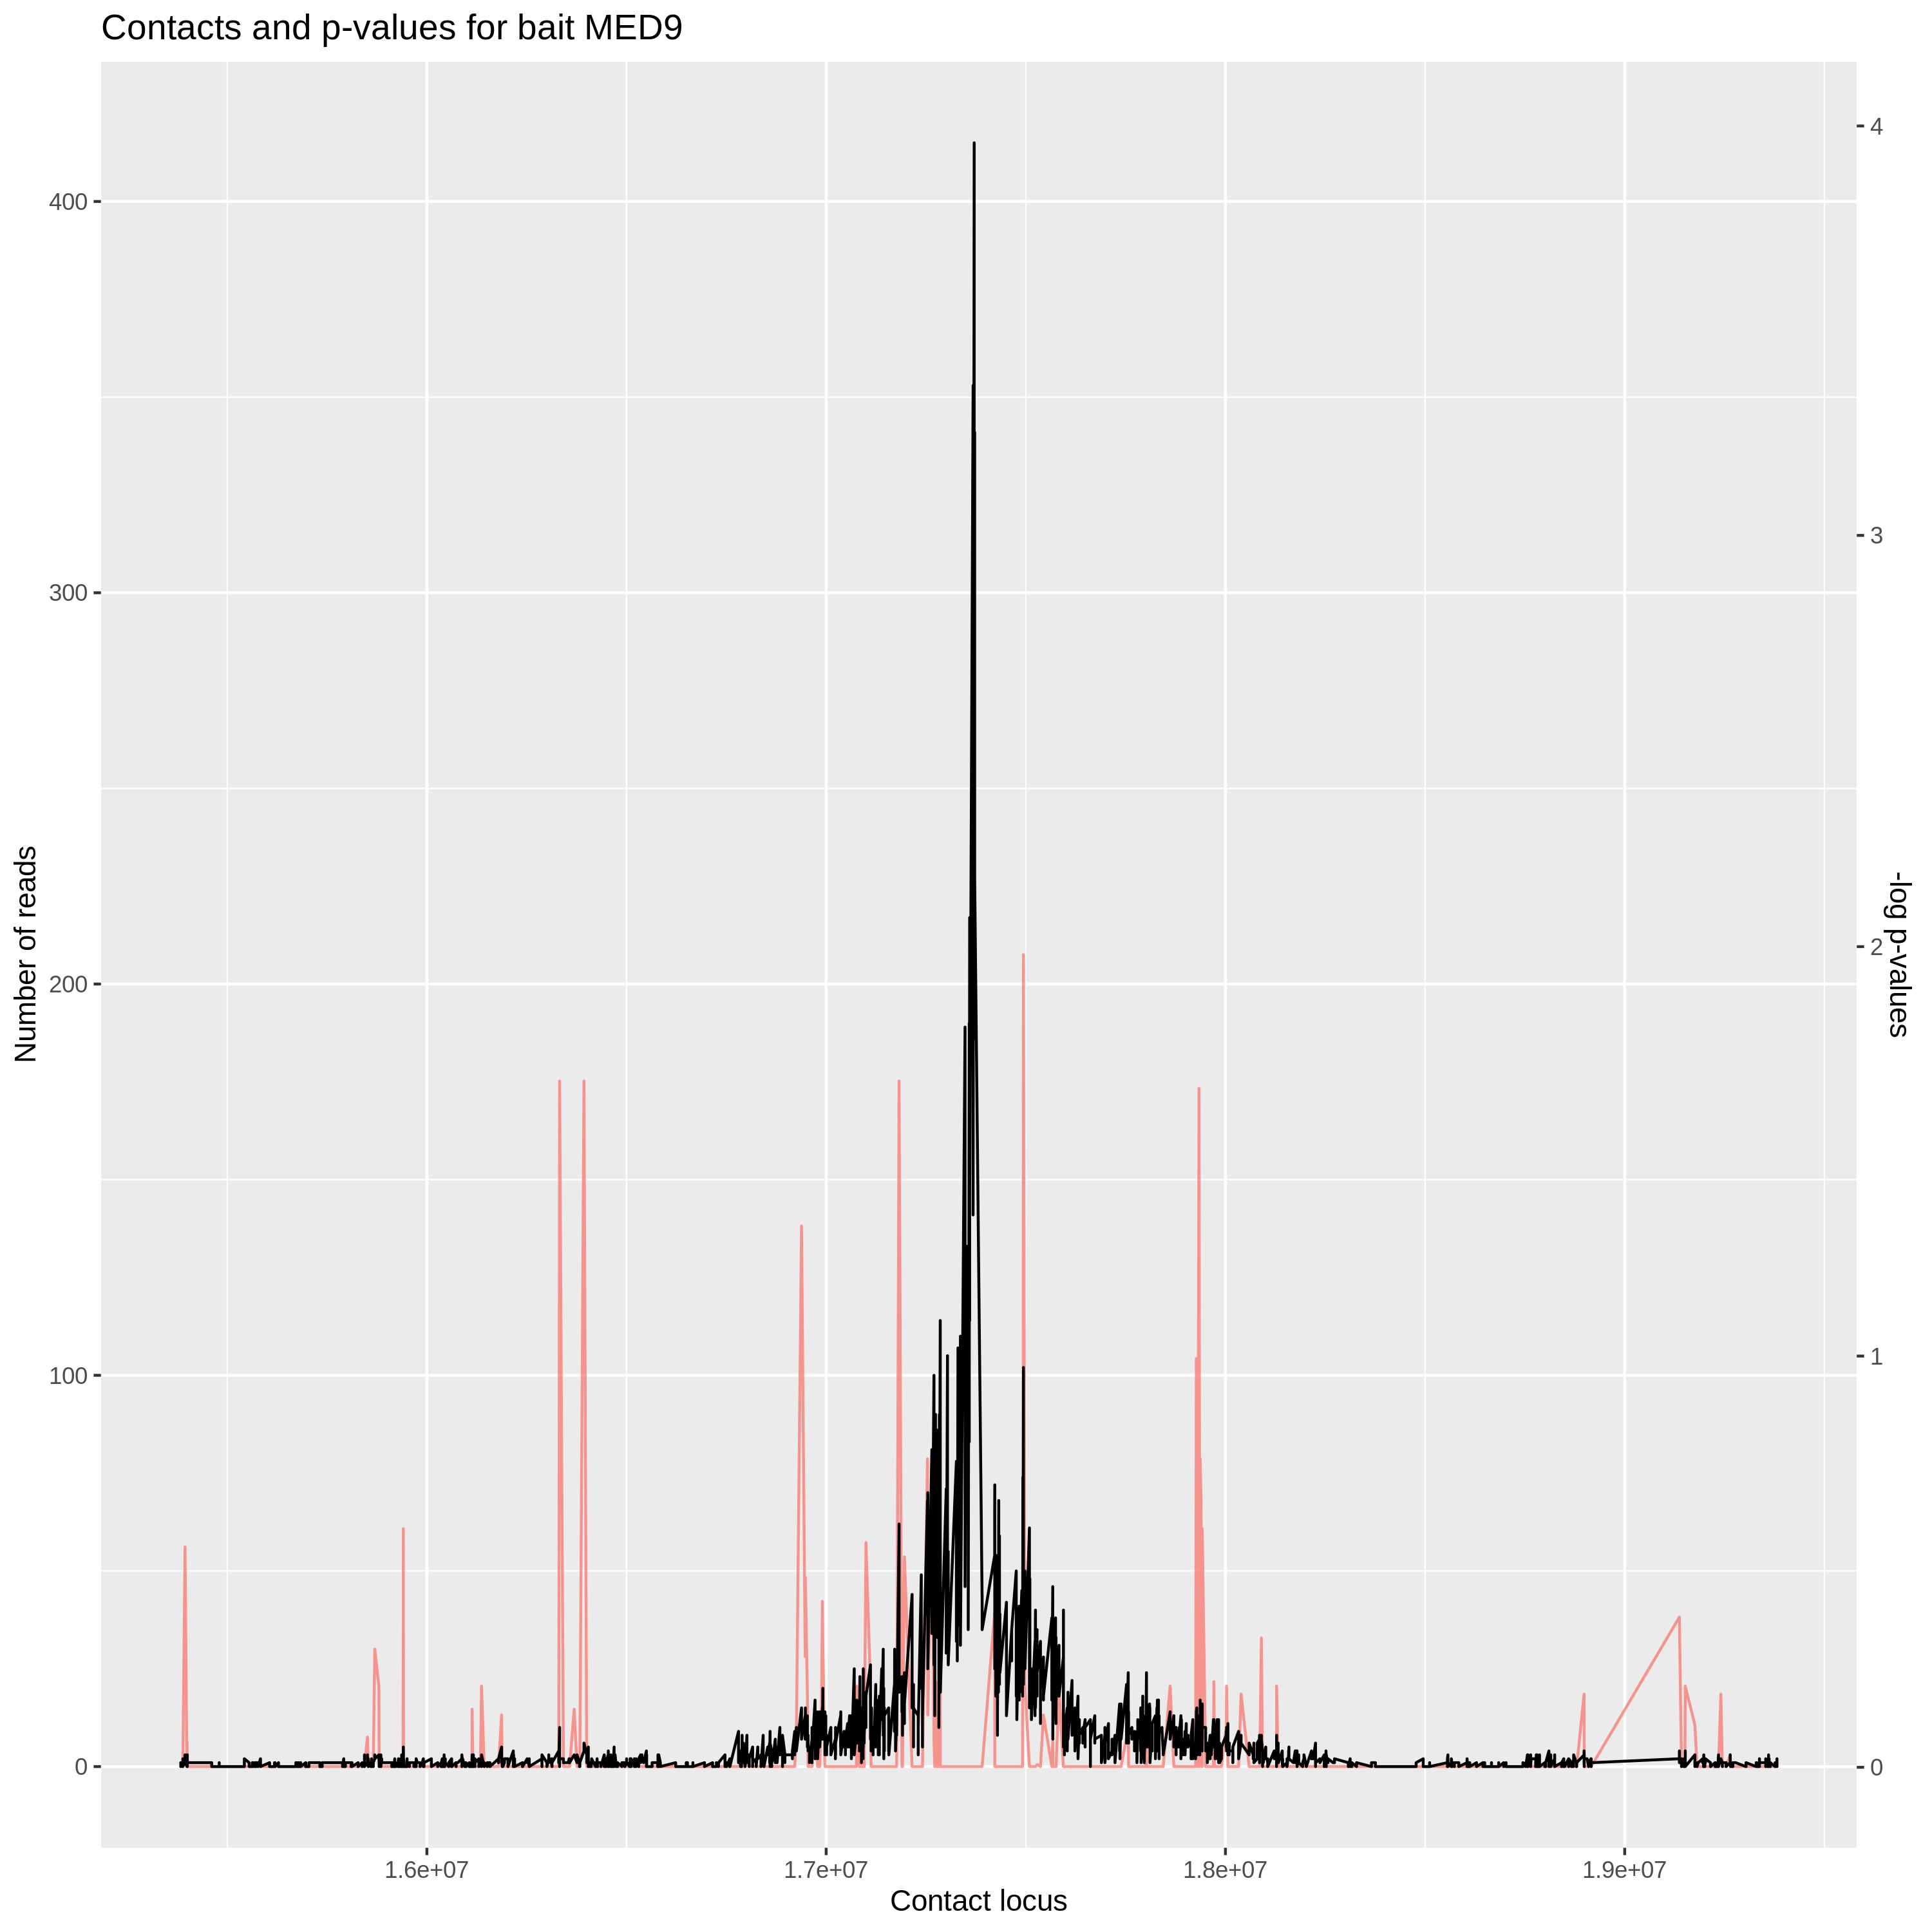 Contacts and p-values for bait MED9
400
300
200
100
0
4
3
2
1
0
Number of reads
-log p-values
1.6e+07
1.7e+07
1.8e+07
1.9e+07
Contact locus